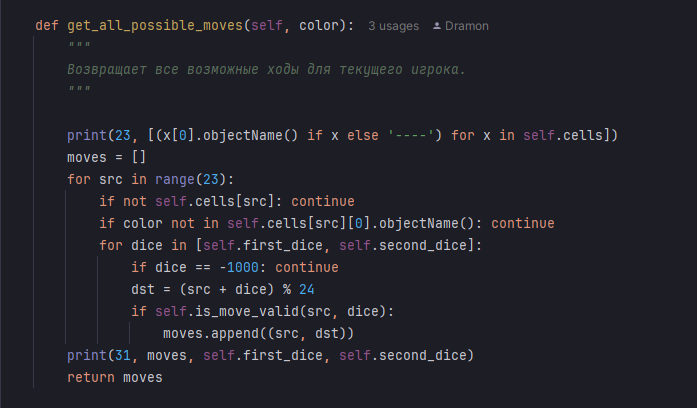 def get_all_possible_moves(self, color):  3 usages  Dramon
    """
    Возвращает все возможные ходы для текущего игрока.
    """

    print(23, [(x[0].objectName() if x else '----') for x in self.cells])
    moves = []
    for src in range(23):
        if not self.cells[src]: continue
        if color not in self.cells[src][0].objectName(): continue
        for dice in [self.first_dice, self.second_dice]:
            if dice == -1000: continue
            dst = (src + dice) % 24
            if self.is_move_valid(src, dice):
                moves.append((src, dst))
    print(31, moves, self.first_dice, self.second_dice)
    return moves